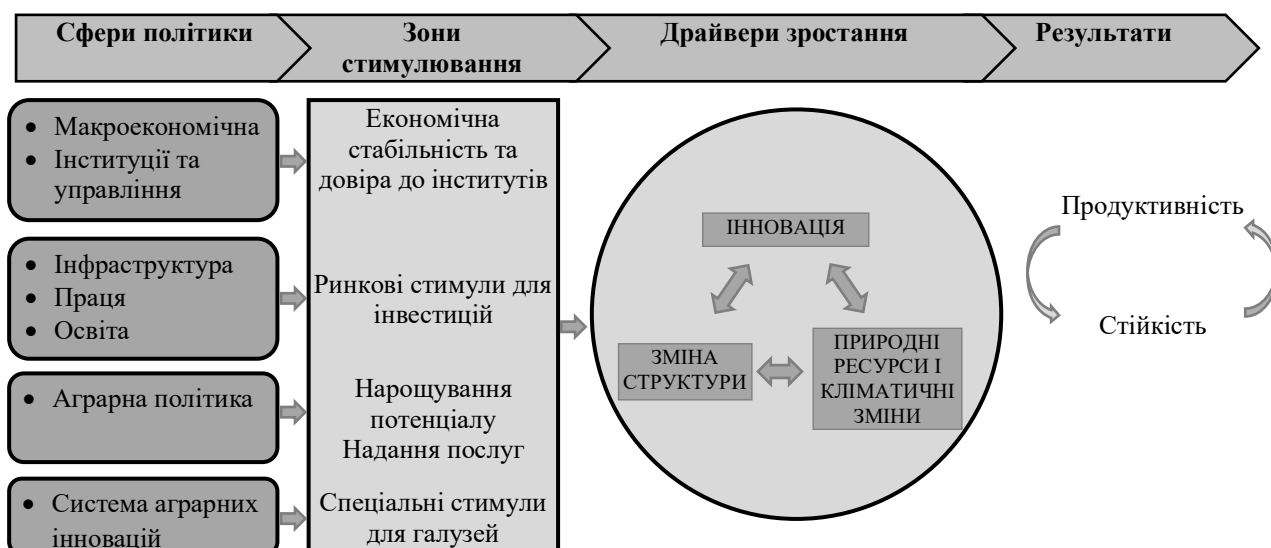 Сфери політики
Зони
стимулювання
Драйвери зростання
Результати
• Макроекономічна
• Інституції та
управління
• Інфраструктура
• Праця
• Освіта
• Аграрна політика
• Система аграрних
інновацій
Економічна
стабільність та
довіра до інститутів
Ринкові стимули для
інвестицій
Нарощування
потенціалу
Надання послуг
Спеціальні стимули
для галузей
ІННОВАЦІЯ
ЗМІНА
СТРУКТУРИ
ПРИРОДНІ
РЕСУРСИ І
КЛІМАТИЧНІ
ЗМІНИ
Продуктивність
Стійкість